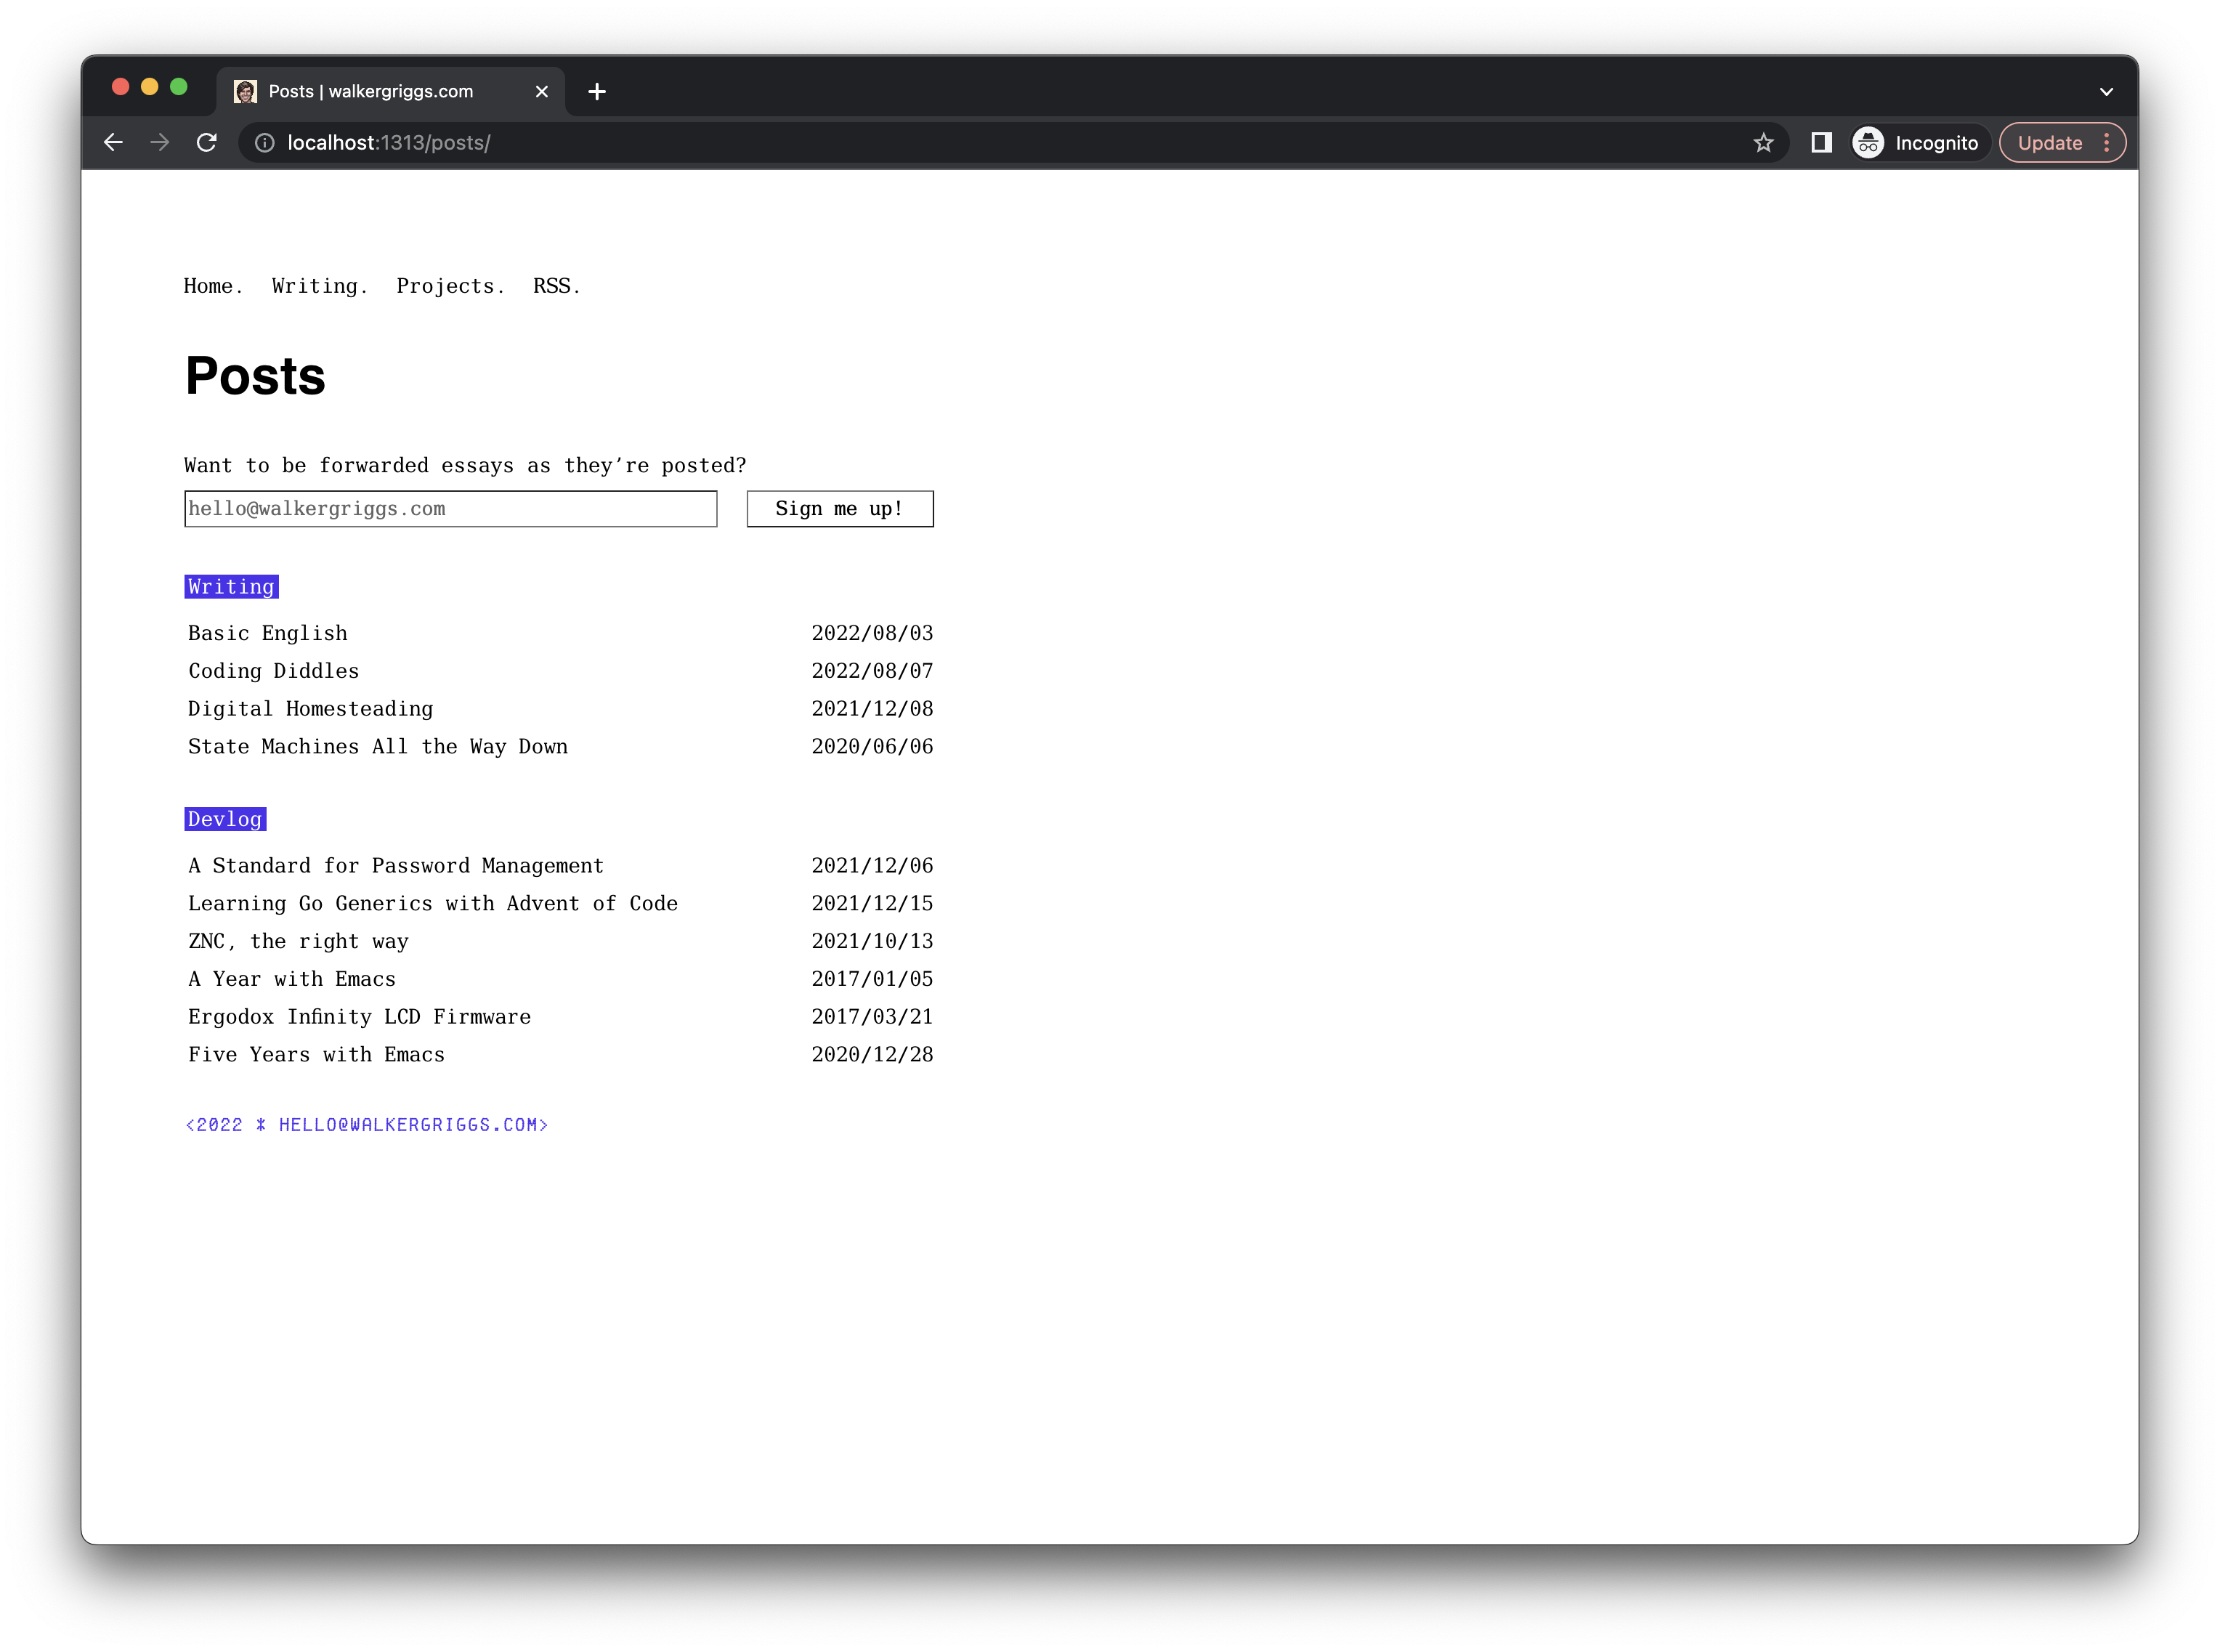 Posts | walkergriggs.com
localhost:1313/posts/
Incognito
Update
Home. Writing. Projects. RSS.
Posts
Want to be forwarded essays as they’re posted?
hello@walkergriggs.com Sign me up!
Writing
Basic English 2022/08/03
Coding Diddles 2022/08/07
Digital Homesteading 2021/12/08
State Machines All the Way Down 2020/06/06
Devlog
A Standard for Password Management 2021/12/06
Learning Go Generics with Advent of Code 2021/12/15
ZNC, the right way 2021/10/13
A Year with Emacs 2017/01/05
Ergodox Infinity LCD Firmware 2017/03/21
Five Years with Emacs 2020/12/28
<2022 * HELLO@WALKERGRIGGS.COM>